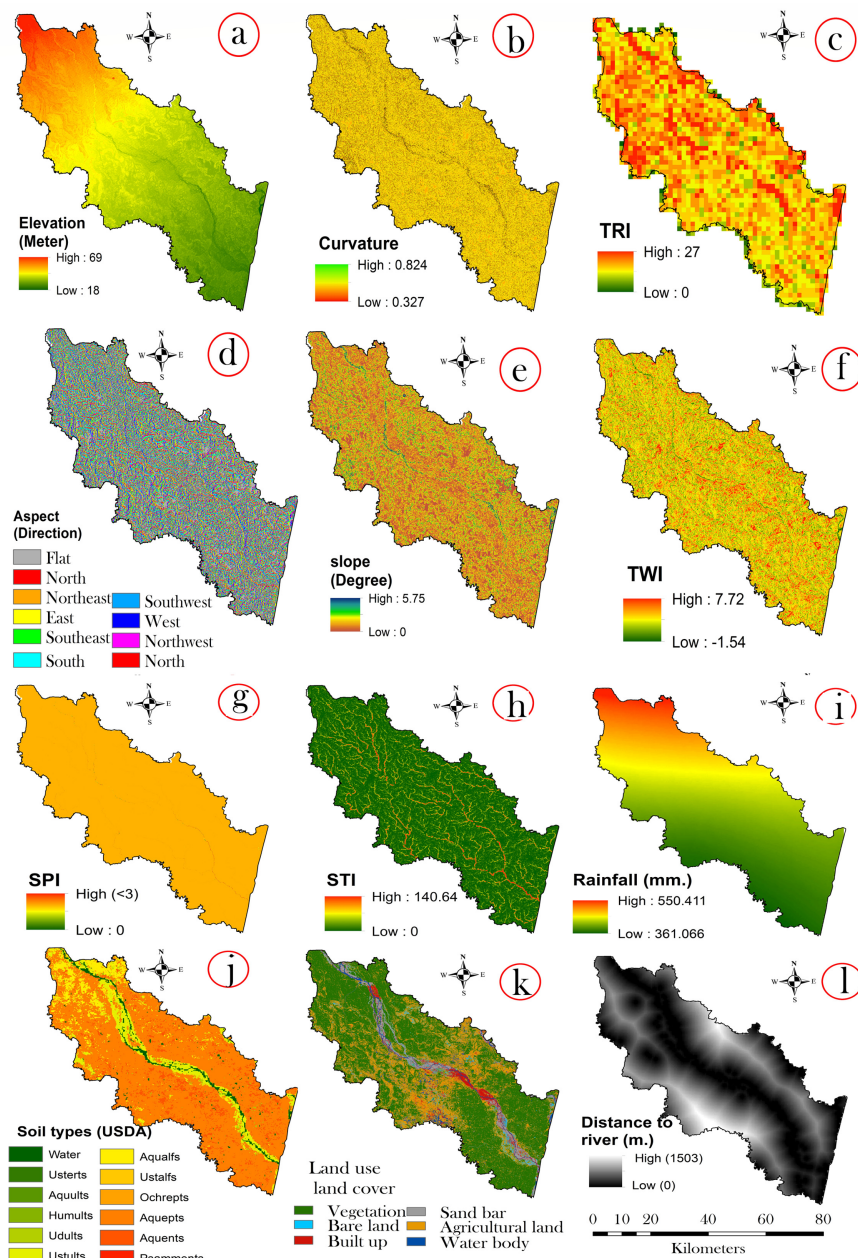 N
W E
S
a
Elevation
(Meter)
High : 69
Low : 18
N
W E
S
b
Curvature
High : 0.824
Low : 0.327
N
W E
S
c
TRI
High : 27
Low : 0
N
W E
S
d
Aspect
(Direction)
Flat
North
Northeast
East
Southeast
South
Southwest
West
Northwest
North
N
W E
S
e
slope
(Degree)
High : 5.75
Low : 0
N
W E
S
f
TWI
High : 7.72
Low : -1.54
N
W E
S
g
SPI
High (<3)
Low : 0
N
W E
S
h
STI
High : 140.64
Low : 0
N
W E
S
i
Rainfall (mm.)
High : 550.411
Low : 361.066
N
W E
S
j
Soil types (USDA)
Water
Usterts
Aqults
Humults
Udults
Ustults
Aqualfs
Ustalfs
Ochrepts
Aquepts
Aquents
Psamments
N
W E
S
k
Land use
land cover
Vegetation
Bare land
Built up
Sand bar
Agricultural land
Water body
N
W E
S
l
Distance to
river (m.)
High (1503)
Low (0)
0 10 20 40 60 80
Kilometers